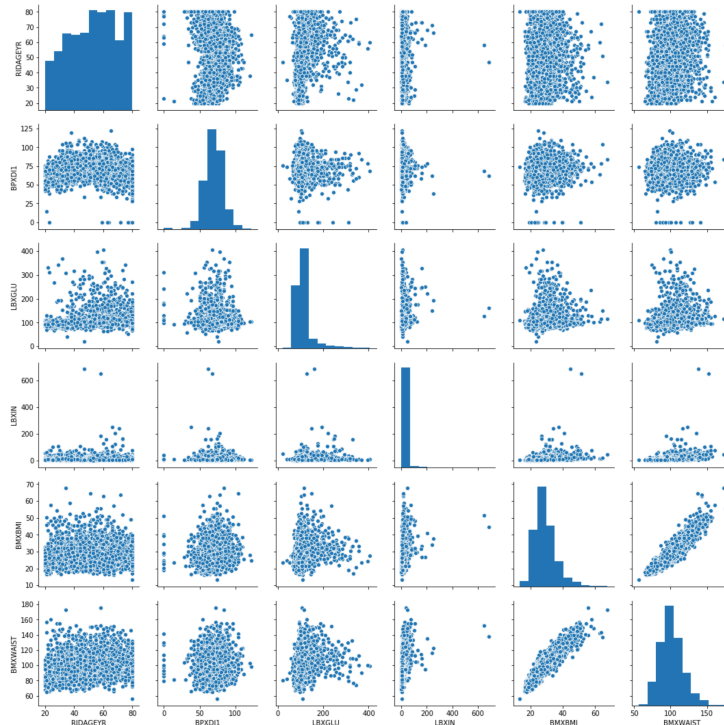 RIDAGEYR
80
70
60
50
40
30
20
BPXDI1
125
100
75
50
25
0
LBXGLU
400
300
200
100
0
LBXIN
600
400
200
0
BMXBMI
70
60
50
40
30
20
10
BMXWAIST
180
160
140
120
100
80
60
20 40 60 80
RIDAGEYR
0 50 100
BPXDI1
0 100 200 300 400
LBXGLU
0 200 400 600
LBXIN
20 40 60
BMXBMI
50 100 150
BMXWAIST